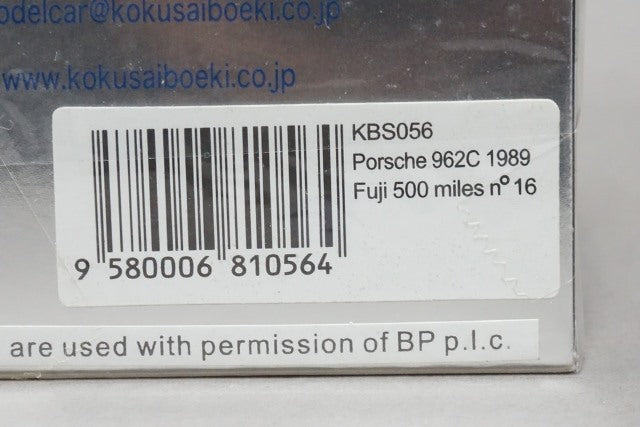 odelcar@kokusaiboeki.co.jp
www.kokusaiboeki.co.jp
KBS056
Porsche 962C 1989
Fuji 500 miles nº 16
9 580006 810564
are used with permission of BP p.l.c.